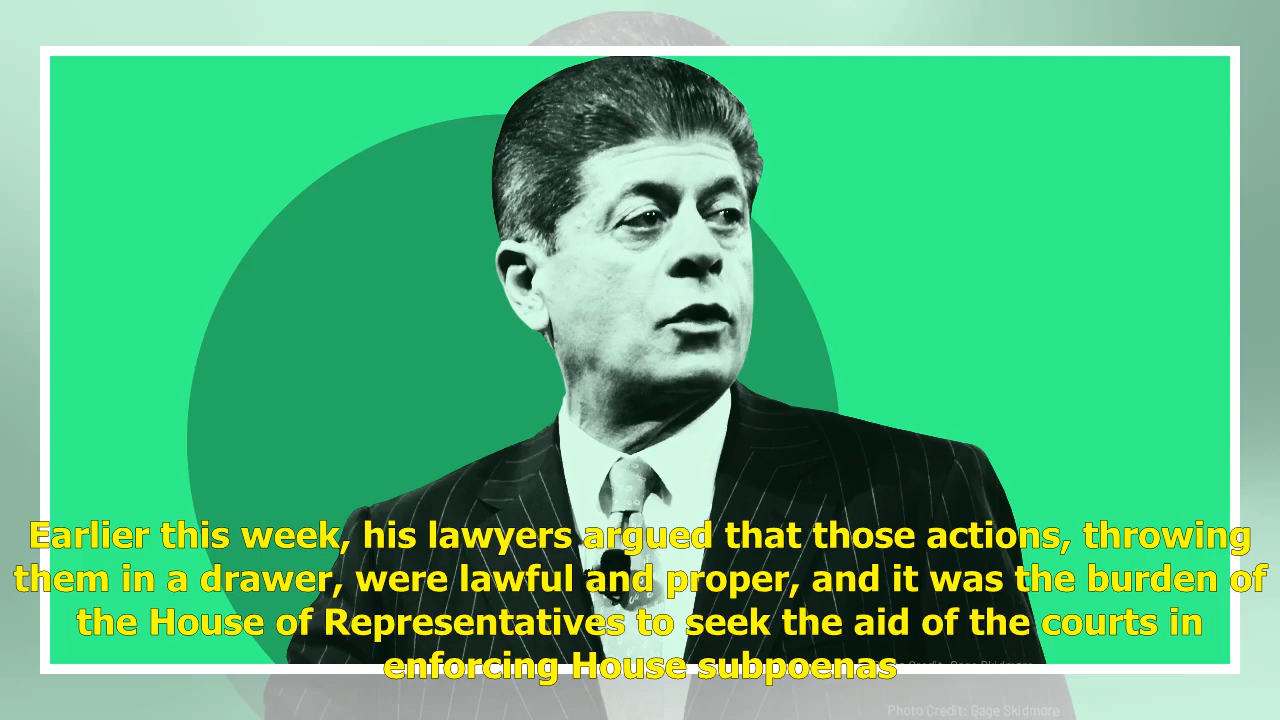 Earlier this week, his lawyers argued that those actions, throwing
them in a drawer, were lawful and proper, and it was the burden of
the House of Representatives to seek the aid of the courts in
enforcing House subpoenas
Photo Credit: Gage Skidmore